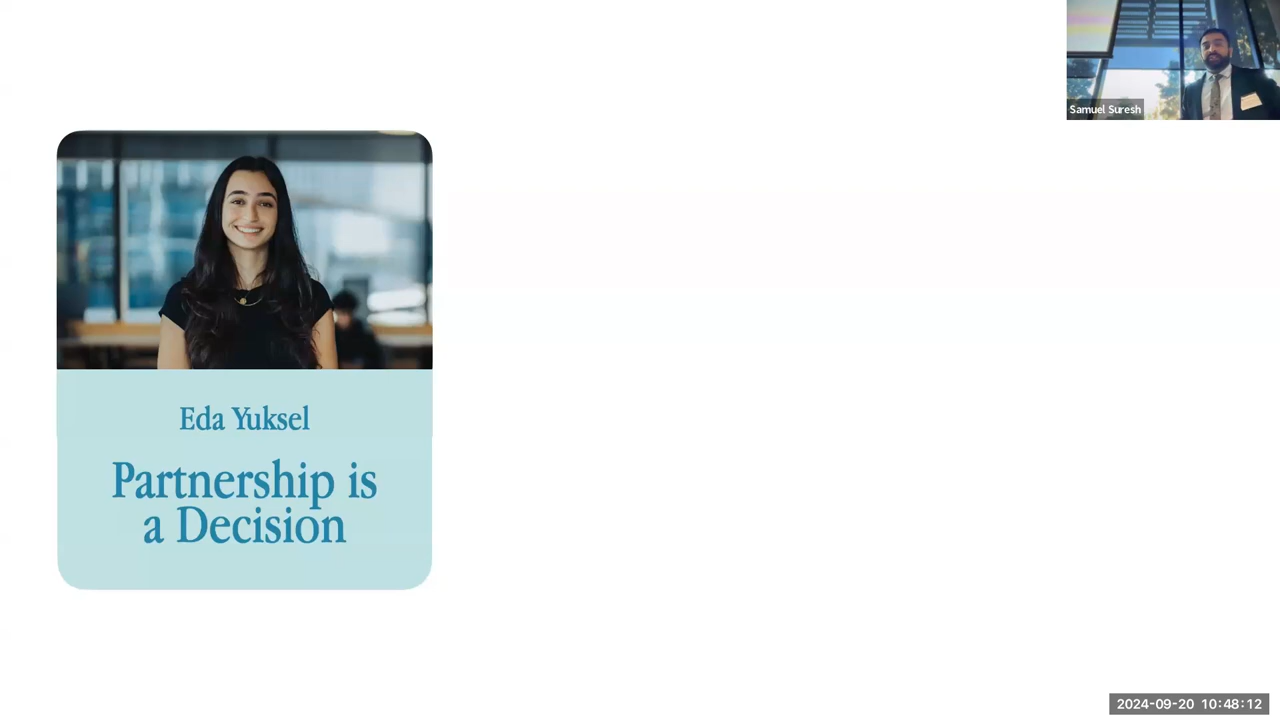 Samuel Suresh
Eda Yuksel
Partnership is
a Decision
2024-09-20 10:48:12